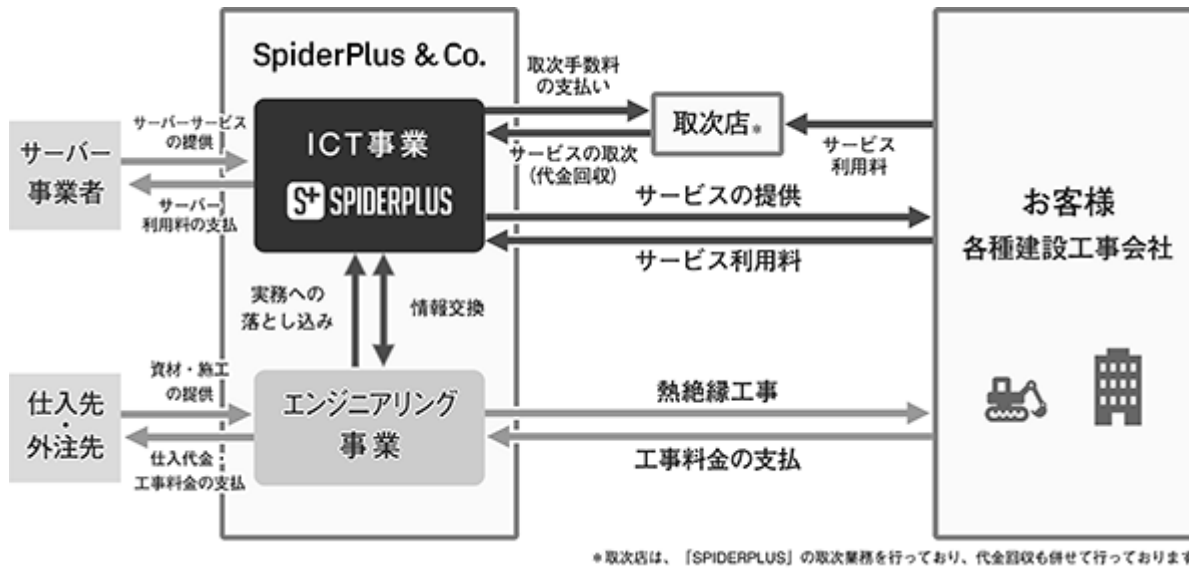 SpiderPlus & Co.
ICT事業
S+ SPIDERPLUS
サーバー
事業者
サーバーサービス
の提供
サーバー
利用料の支払
取次手数料
の支払い
取次店*
サービスの取次
(代金回収)
サービス
利用料
サービスの提供
サービス利用料
お客様
各種建設工事会社
実務への
落とし込み
情報交換
仕入先
・
外注先
資材・施工
の提供
仕入代金・
工事料金の支払
エンジニアリング
事業
熱絶縁工事
工事料金の支払
*取次店は、「SPIDERPLUS」の取次業務を行っており、代金回収も併せて行っております